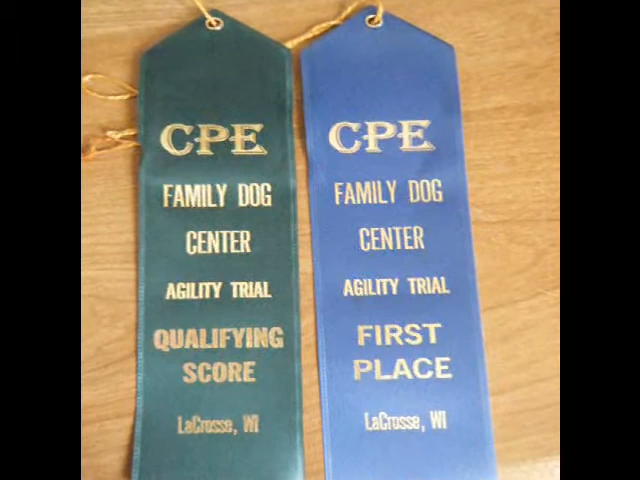 CPE
FAMILY DOG
CENTER
AGILITY TRIAL
QUALIFYING
SCORE
LaCrosse, WI
CPE
FAMILY DOG
CENTER
AGILITY TRIAL
FIRST
PLACE
LaCrosse, WI